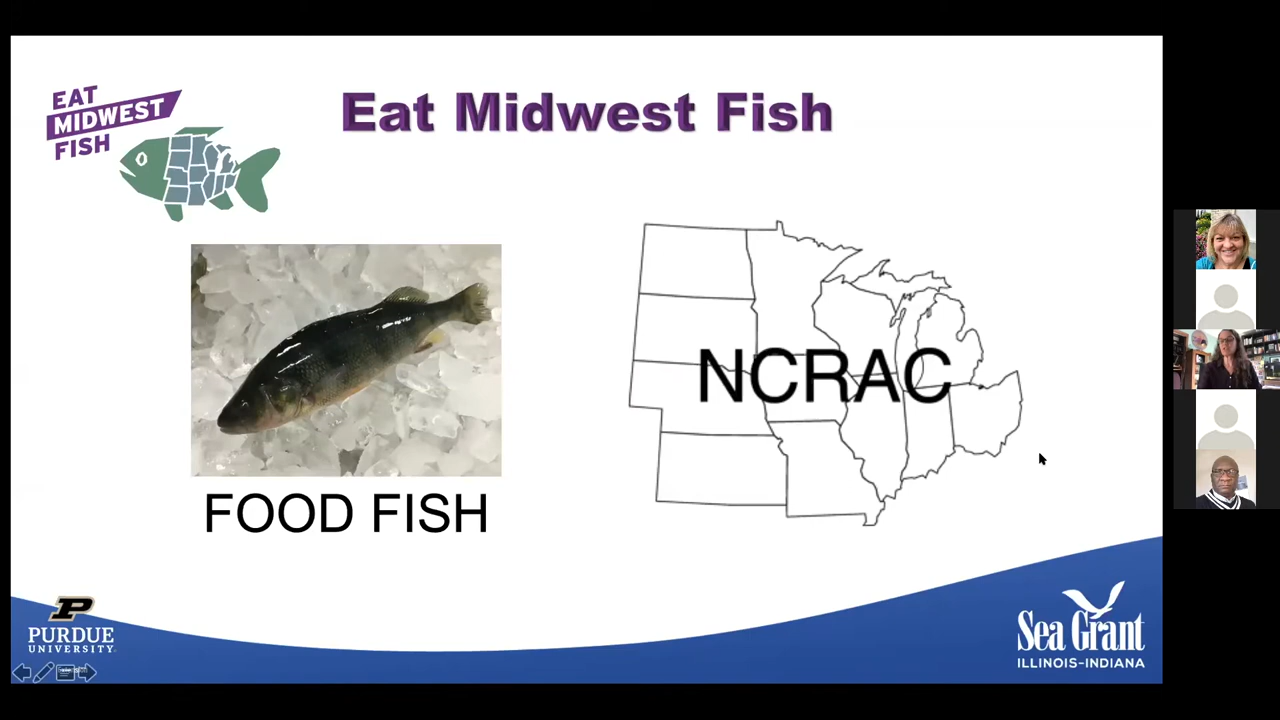 EAT
MIDWEST
FISH
Eat Midwest Fish
NCRAC
FOOD FISH
P
PURDUE
UNIVERSITY
Sea Grant
ILLINOIS-INDIANA